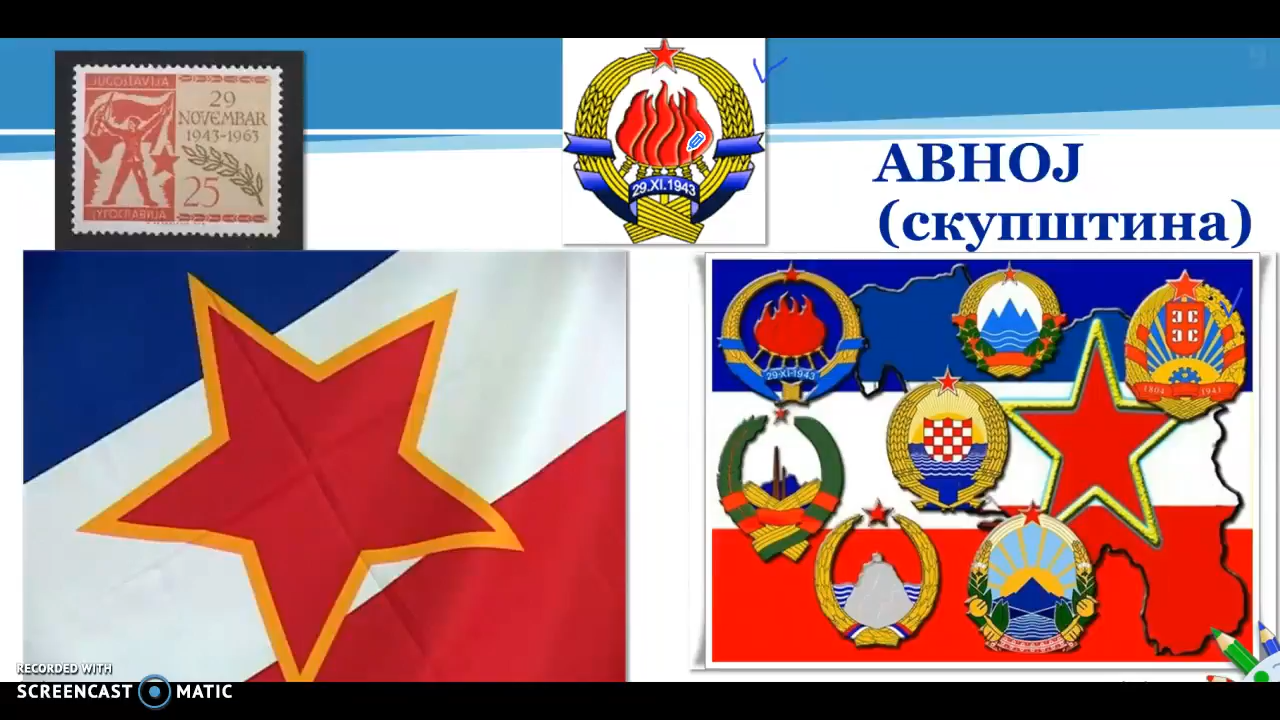 JUGOSLAVIJA
29
NOVEMBAR
1943-1963
25
29.XI.1943
АВНОЈ
(скупштина)
29·XI·1943
1804 1941
RECORDED WITH
SCREENCAST MATIC